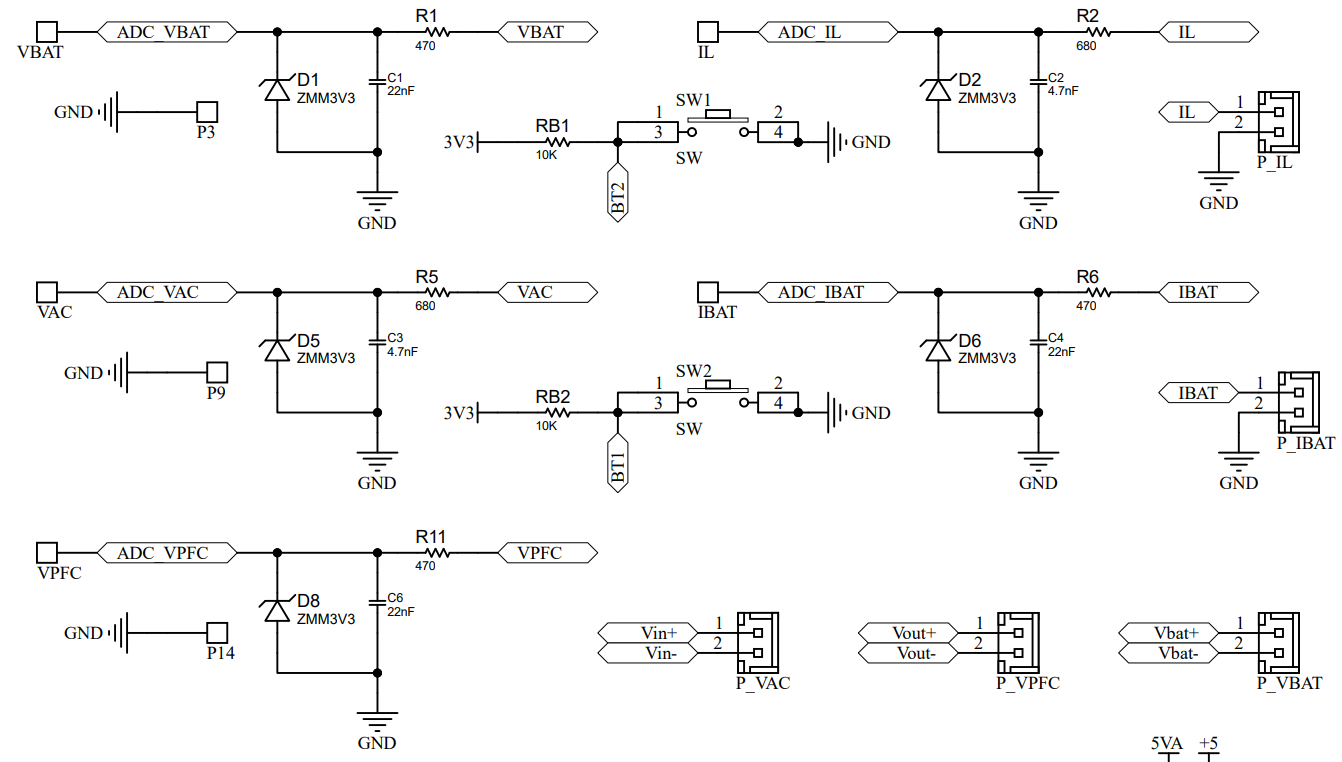 R1
R2
ADC_VBAT
VBAT
ADC_IL
IL
VBAT
470
IL
680
D1
ZMM3V3
C1
22nF
D2
ZMM3V3
C2
4.7nF
GND
P3
SW1
RB1
1
2
3V3
3
4
GND
10K
SW
BT2
IL
1
2
P_IL
GND
GND
GND
R5
R6
ADC_VAC
VAC
ADC_IBAT
IBAT
VAC
680
IBAT
470
D5
ZMM3V3
C3
4.7nF
D6
ZMM3V3
C4
22nF
GND
P9
SW2
RB2
1
2
3V3
3
4
GND
10K
SW
BT1
IBAT
1
2
P_IBAT
GND
GND
GND
R11
ADC_VPFC
VPFC
VPFC
470
D8
ZMM3V3
C6
22nF
GND
P14
Vin+
1
Vin-
2
P_VAC
Vout+
1
Vout-
2
P_VPFC
Vbat+
1
Vbat-
2
P_VBAT
GND
5VA
+5